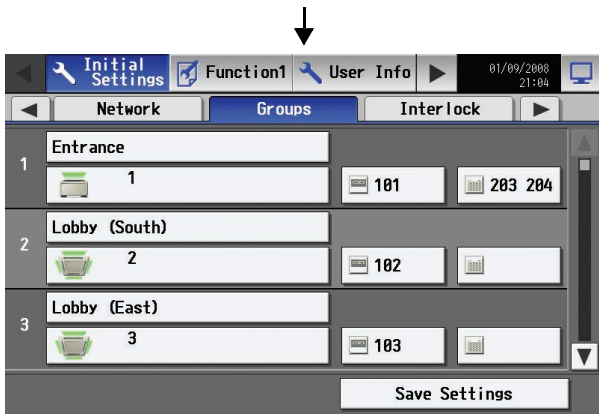 Initial Settings Function1 User Info 01/09/2008 21:04
Network Groups Interlock
1
Entrance
1 101 203 204
2
Lobby (South)
2 102
3
Lobby (East)
3 103
Save Settings